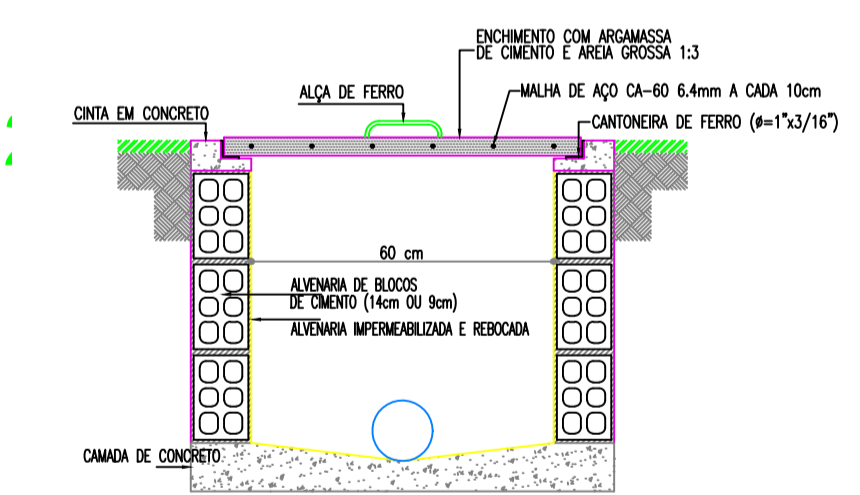 ENCHIMENTO COM ARGAMASSA
DE CIMENTO E AREIA GROSSA 1:3
ALÇA DE FERRO
MALHA DE AÇO CA-60 6.4mm A CADA 10cm
CINTA EM CONCRETO
CANTONEIRA DE FERRO (ø=1"x3/16")
60 cm
ALVENARIA DE BLOCOS
DE CIMENTO (14cm OU 9cm)
ALVENARIA IMPERMEABILIZADA E REBOCADA
CAMADA DE CONCRETO